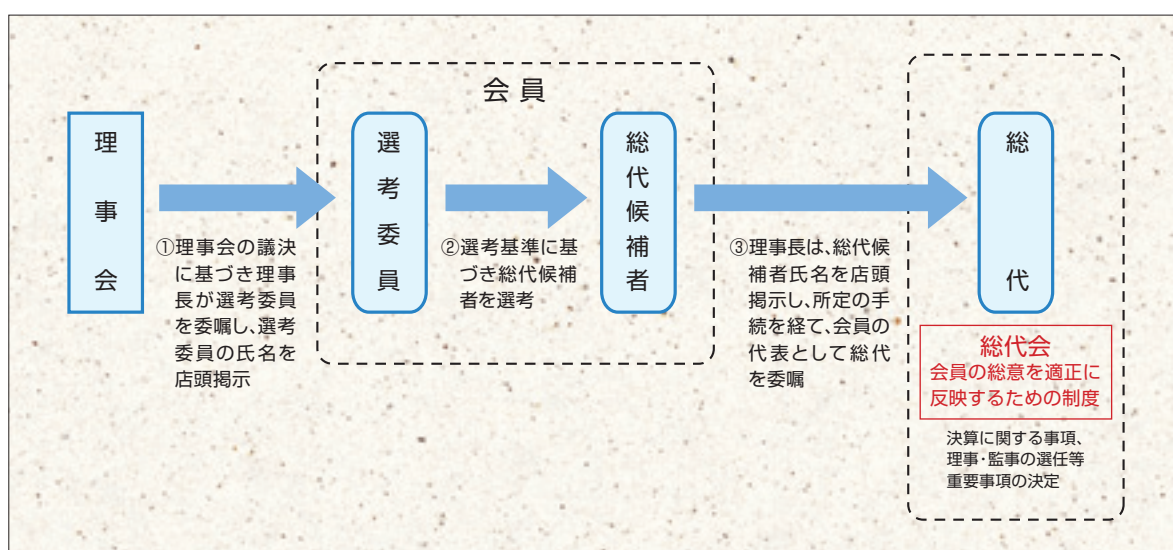 会員
理事会
選考委員
総代候補者
総代
①理事会の議決
に基づき理事
長が選考委員
を委嘱し、選考
委員の氏名を
店頭掲示
②選考基準に基
づき総代候補
者を選考
③理事長は、総代候
補者氏名を店頭
掲示し、所定の手
続を経て、会員の
代表として総代
を委嘱
総代会
会員の総意を適正に
反映するための制度
決算に関する事項、
理事・監事の選任等
重要事項の決定